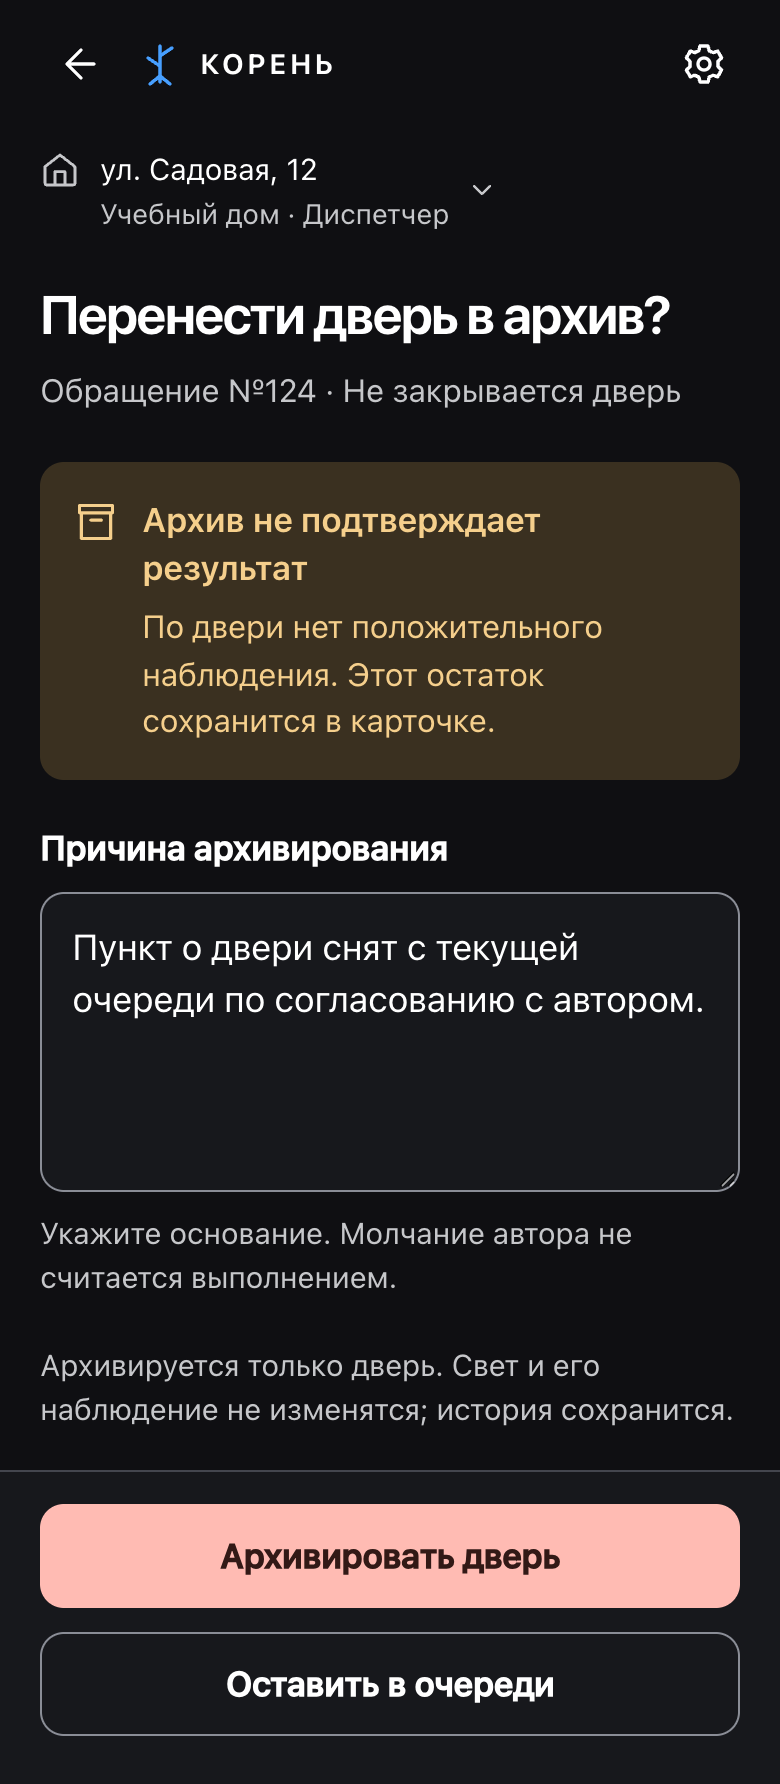 КОРЕНЬ
ул. Садовая, 12
Учебный дом · Диспетчер
Перенести дверь в архив?
Обращение №124 · Не закрывается дверь
Архив не подтверждает
результат
По двери нет положительного
наблюдения. Этот остаток
сохранится в карточке.
Причина архивирования
Пункт о двери снят с текущей
очереди по согласованию с автором.
Укажите основание. Молчание автора не
считается выполнением.
Архивируется только дверь. Свет и его
наблюдение не изменятся; история сохранится.
Архивировать дверь
Оставить в очереди